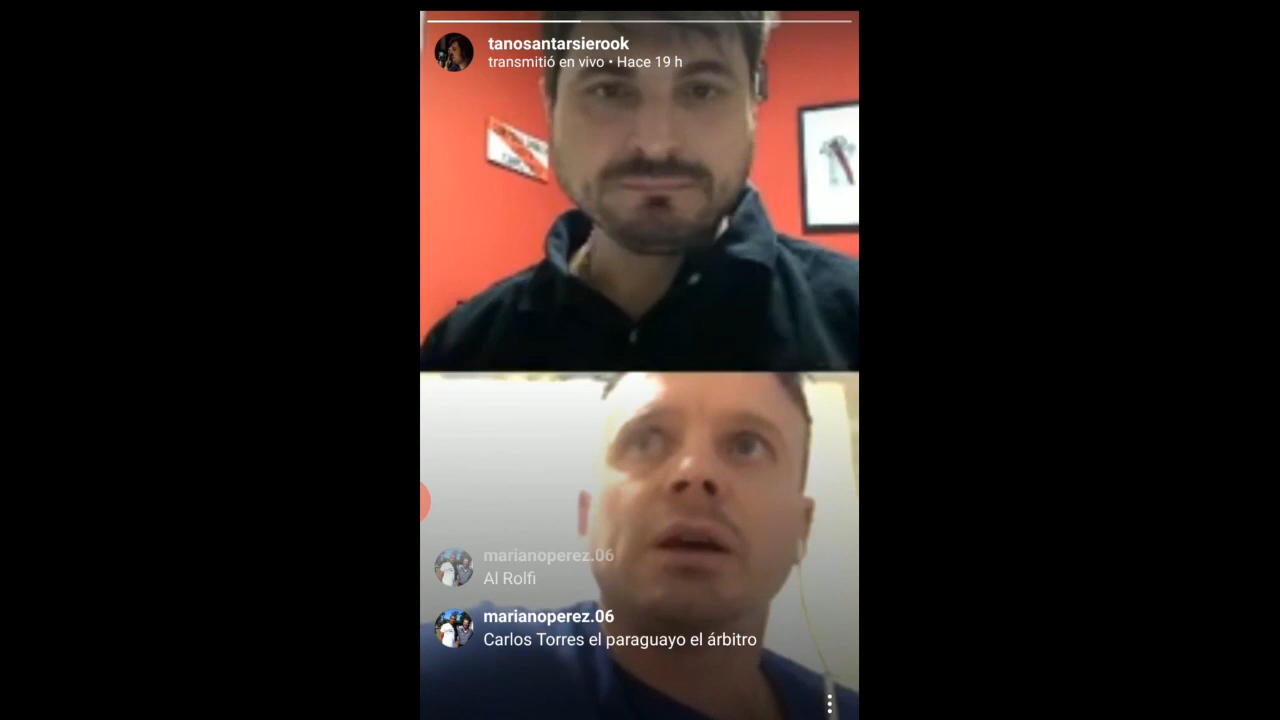 tanosantarsierook
transmitió en vivo • Hace 19 h
marianoperez.06
Al Rolfi
marianoperez.06
Carlos Torres el paraguayo el árbitro